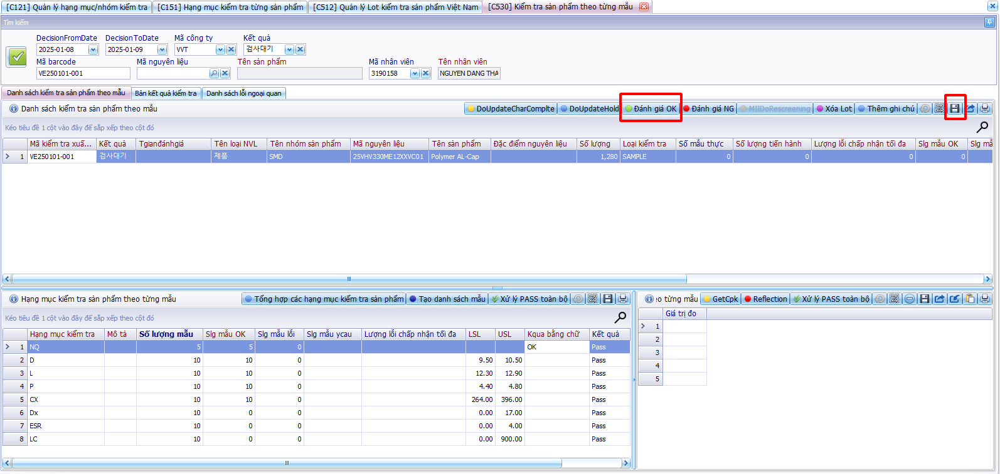 [C121] Quản lý hạng mục/nhóm kiểm tra [C151] Hạng mục kiểm tra từng sản phẩm [C512] Quản lý Lot kiểm tra sản phẩm Việt Nam [C530] Kiểm tra sản phẩm theo từng mẫu
Tìm kiếm
DecisionFromDate DecisionToDate Mã công ty Kết quả
2025-01-08 2025-01-09 VVT 검사대기
Mã barcode Mã nguyên liệu Tên sản phẩm Mã nhân viên Tên nhân viên
VE250101-001 3190158 NGUYEN DANG THA
Danh sách kiểm tra sản phẩm theo mẫu Bản kết quả kiểm tra Danh sách lỗi ngoại quan
Danh sách kiểm tra sản phẩm theo mẫu DoUpdateCharComplte DoUpdateHold Đánh giá OK Đánh giá NG MIIDoRescreening Xóa Lot Thêm ghi chú
Kéo tiêu đề 1 cột vào đây để sắp xếp theo cột đó
Mã kiểm tra xuấ... Kết quả Tgianđánhgiá Tên loại NVL Tên nhóm sản phẩm Mã nguyên liệu Tên sản phẩm Đặc điểm nguyên liệu Số lượng Loại kiểm tra Số mẫu thực Số lượng tiến hành Lượng lỗi chấp nhận tối đa Slg mẫu OK Slg mẫ
1 VE250101-001 검사대기 제품 SMD 25VHV330ME12XXVC01 Polymer AL-Cap 1,280 SAMPLE 0 0 0 0
Hạng mục kiểm tra sản phẩm theo từng mẫu Tổng hợp các hạng mục kiểm tra sản phẩm Tạo danh sách mẫu Xử lý PASS toàn bộ
Kéo tiêu đề 1 cột vào đây để sắp xếp theo cột đó
Hạng mục kiểm tra Mô tả Số lượng mẫu Slg mẫu OK Slg mẫu lỗi Slg mẫu ycau Lượng lỗi chấp nhận tối đa LSL USL Kqua bằng chữ Kết quả
1 NQ 5 5 0 OK Pass
2 D 10 10 0 9.50 10.50 Pass
3 L 10 10 0 12.30 12.90 Pass
4 P 10 10 0 4.40 4.80 Pass
5 CX 10 10 0 264.00 396.00 Pass
6 Dx 10 0 0 0.00 17.00 Pass
7 ESR 10 0 0 0.00 4.00 Pass
8 LC 10 0 0 0.00 900.00 Pass
eo từng mẫu GetCpk Reflection Xử lý PASS toàn bộ
Giá trị đo
1
2
3
4
5